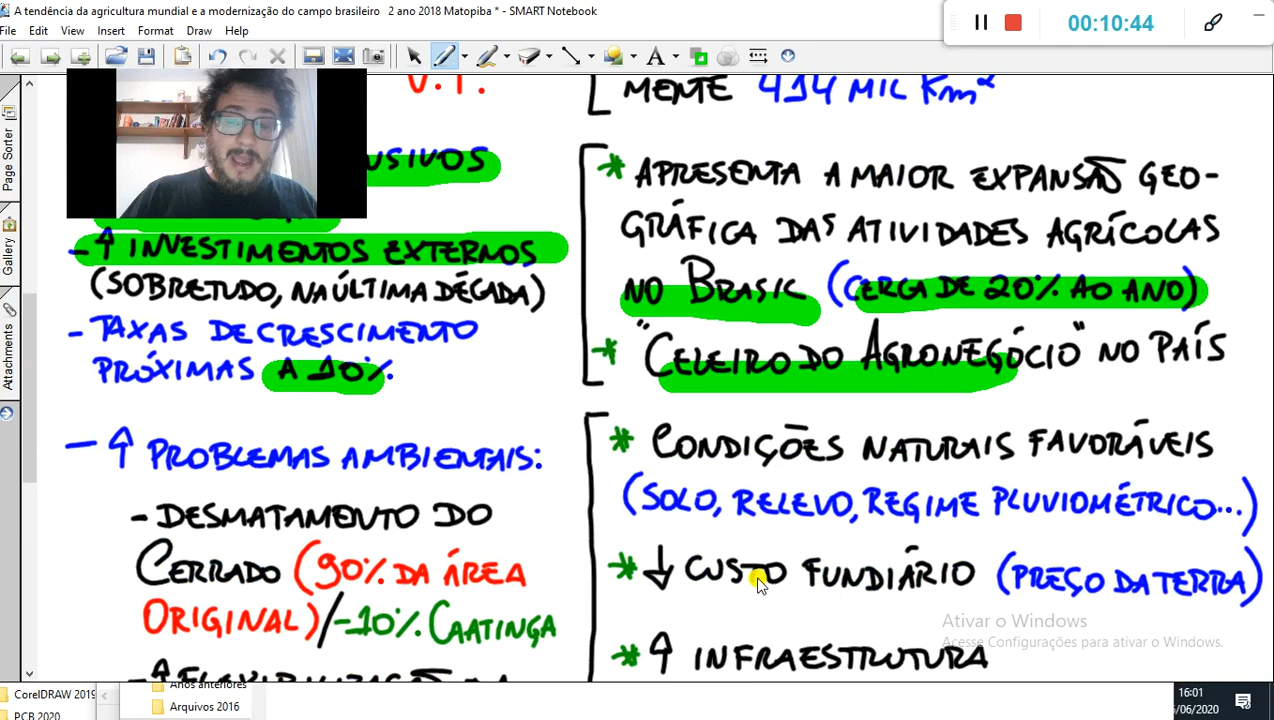 A tendência da agricultura mundial e a modernização do campo brasileiro 2 ano 2018 Matopiba * - SMART Notebook
00:10:44
File Edit View Insert Format Draw Help
Page Sorter
Gallery
Attachments
V.T.
MENTE 414 MIL Km²
USIVOS
- ↑ INVESTIMENTOS EXTERNOS
(SOBRETUDO, NA ÚLTIMA DÉCADA)
- TAXAS DE CRESCIMENTO
PRÓXIMAS A 10%.
- ↑ PROBLEMAS AMBIENTAIS:
- DESMATAMENTO DO
CERRADO (90% DA ÁREA
ORIGINAL)/-10% CAATINGA
* APRESENTA A MAIOR EXPANSÃO GEO-
GRÁFICA DAS ATIVIDADES AGRÍCOLAS
NO BRASIL (CERCA DE 20% AO ANO)
* "CELEIRO DO AGRONEGÓCIO" NO PAÍS
* CONDIÇÕES NATURAIS FAVORÁVEIS
(SOLO, RELEVO, REGIME PLUVIOMÉTRICO...)
* ↓ CUSTO FUNDIÁRIO (PREÇO DA TERRA)
* ↑ INFRAESTRUTURA
Ativar o Windows
Acesse Configurações para ativar o Windows.
CorelDRAW 2019
PCB 2020
Anos anteriores
Arquivos 2016
16:01
/06/2020